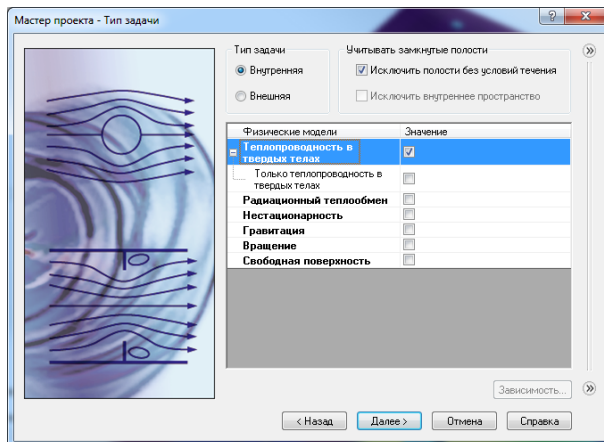 Мастер проекта - Тип задачи
Тип задачи
Внутренняя
Внешняя
Учитывать замкнутые полости
Исключить полости без условий течения
Исключить внутреннее пространство
Физические модели Значение
Теплопроводность в
твердых телах
Только теплопроводность в
твердых телах
Радиационный теплообмен
Нестационарность
Гравитация
Вращение
Свободная поверхность
Зависимость...
< Назад Далее > Отмена Справка